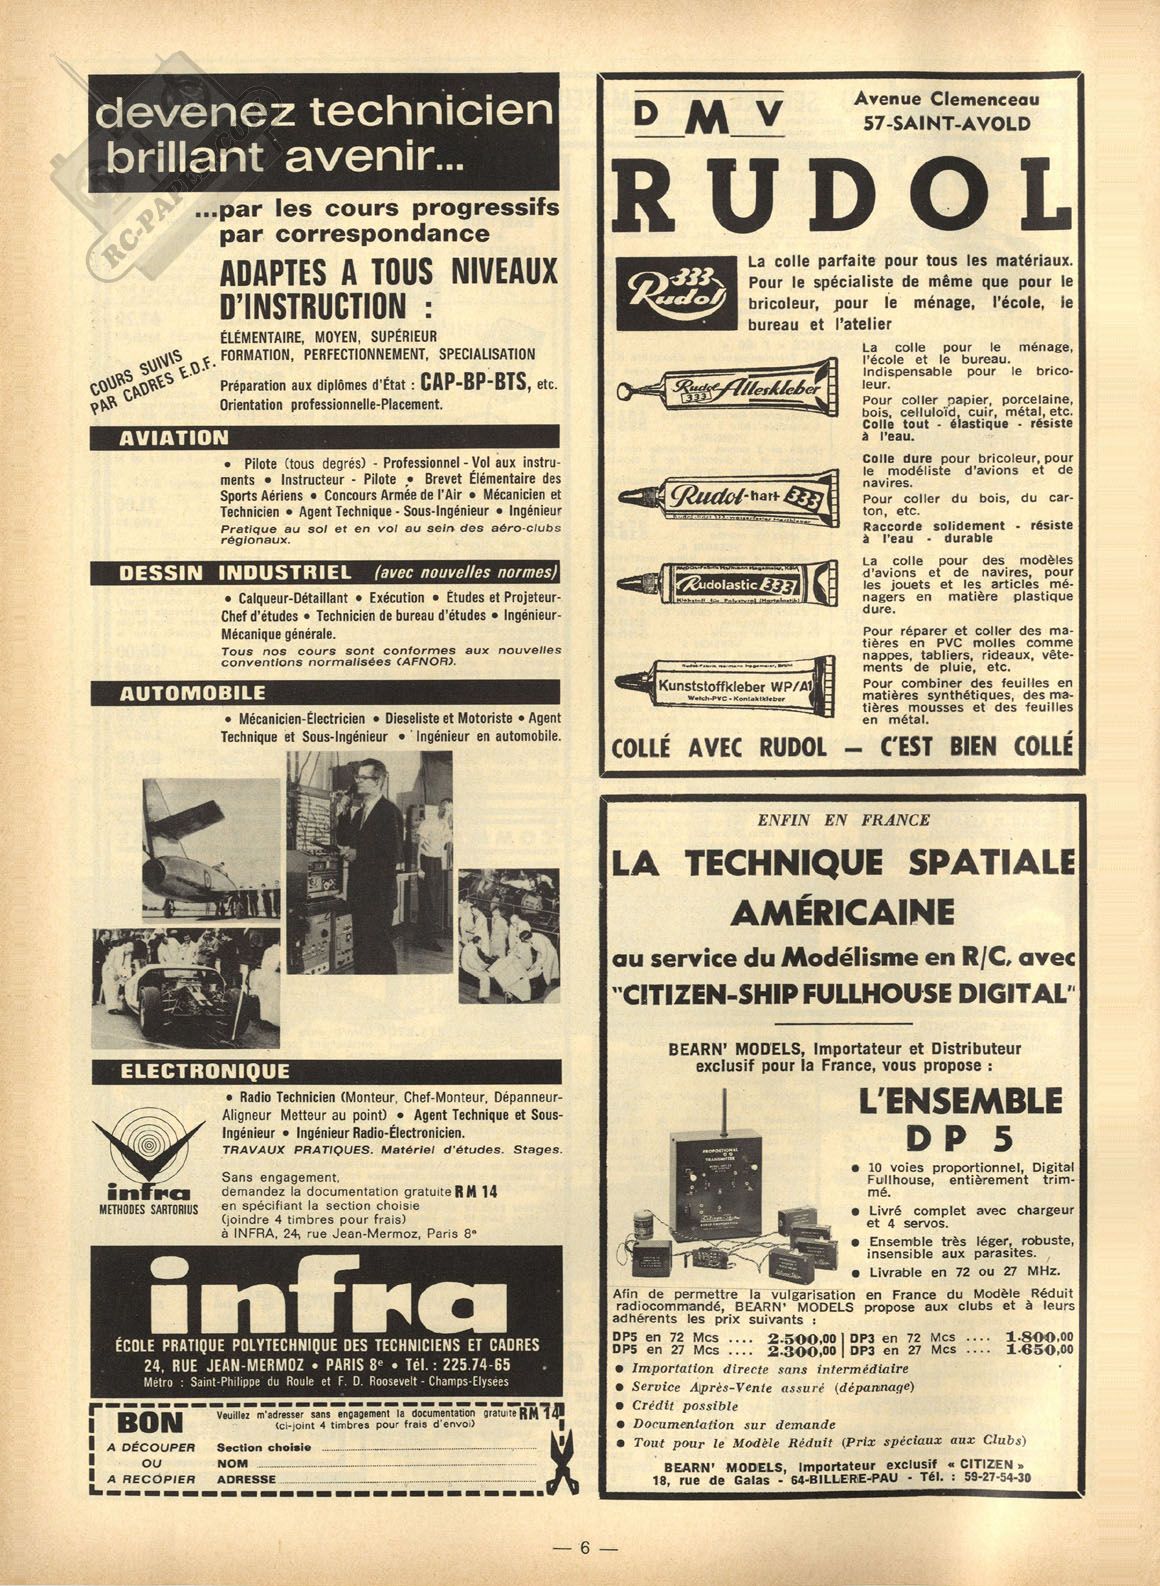 devenez technicien
brillant avenir...
...par les cours progressifs
par correspondance
ADAPTES A TOUS NIVEAUX
D'INSTRUCTION :
ÉLÉMENTAIRE, MOYEN, SUPÉRIEUR
FORMATION, PERFECTIONNEMENT, SPECIALISATION
COURS SUIVIS
PAR CADRES E.D.F.
Préparation aux diplômes d'État : CAP-BP-BTS, etc.
Orientation professionnelle-Placement.
AVIATION
• Pilote (tous degrés) - Professionnel - Vol aux instru-
ments • Instructeur - Pilote • Brevet Élémentaire des
Sports Aériens • Concours Armée de l'Air • Mécanicien et
Technicien • Agent Technique - Sous-Ingénieur • Ingénieur
Pratique au sol et en vol au sein des aéro-clubs
régionaux.
DESSIN INDUSTRIEL (avec nouvelles normes)
• Calqueur-Détaillant • Exécution • Études et Projeteur-
Chef d'études • Technicien de bureau d'études • Ingénieur-
Mécanique générale.
Tous nos cours sont conformes aux nouvelles
conventions normalisées (AFNOR).
AUTOMOBILE
• Mécanicien-Électricien • Dieseliste et Motoriste • Agent
Technique et Sous-Ingénieur • Ingénieur en automobile.
ELECTRONIQUE
• Radio Technicien (Monteur, Chef-Monteur, Dépanneur-
Aligneur Metteur au point) • Agent Technique et Sous-
Ingénieur • Ingénieur Radio-Électronicien.
TRAVAUX PRATIQUES. Matériel d'études. Stages.
infra
METHODES SARTORIUS
Sans engagement,
demandez la documentation gratuite RM 14
en spécifiant la section choisie
(joindre 4 timbres pour frais)
à INFRA, 24, rue Jean-Mermoz, Paris 8e
infra
ÉCOLE PRATIQUE POLYTECHNIQUE DES TECHNICIENS ET CADRES
24, RUE JEAN-MERMOZ • PARIS 8e • Tél. : 225.74-65
Métro : Saint-Philippe du Roule et F. D. Roosevelt - Champs-Elysées
BON
A DÉCOUPER
OU
A RECOPIER
Veuillez m'adresser sans engagement la documentation gratuite RM 14
(ci-joint 4 timbres pour frais d'envoi)
Section choisie
NOM
ADRESSE
DMV
Avenue Clemenceau
57-SAINT-AVOLD
RUDOL
333
Rudol
La colle parfaite pour tous les matériaux.
Pour le spécialiste de même que pour le
bricoleur, pour le ménage, l'école, le
bureau et l'atelier
Rudol 333 Alleskleber
La colle pour le ménage,
l'école et le bureau.
Indispensable pour le brico-
leur.
Pour coller papier, porcelaine,
bois, celluloïd, cuir, métal, etc.
Colle tout - élastique - résiste
à l'eau.
Rudol-hart 333
Colle dure pour bricoleur, pour
le modéliste d'avions et de
navires.
Pour coller du bois, du car-
ton, etc.
Raccorde solidement - résiste
à l'eau - durable
Rudolastic 333
La colle pour des modèles
d'avions et de navires, pour
les jouets et les articles mé-
nagers en matière plastique
dure.
Kunststoffkleber WP/A1
Weich-PVC - Kontaktkleber
Pour réparer et coller des ma-
tières en PVC molles comme
nappes, tabliers, rideaux, vête-
ments de pluie, etc.
Pour combiner des feuilles en
matières synthétiques, des ma-
tières mousses et des feuilles
en métal.
COLLÉ AVEC RUDOL — C'EST BIEN COLLÉ
ENFIN EN FRANCE
LA TECHNIQUE SPATIALE
AMÉRICAINE
au service du Modélisme en R/C, avec
"CITIZEN-SHIP FULLHOUSE DIGITAL"
BEARN' MODELS, Importateur et Distributeur
exclusif pour la France, vous propose :
L'ENSEMBLE
DP 5
PROPORTIONAL
TRANSMITTER
• 10 voies proportionnel, Digital
Fullhouse, entièrement trim-
mé.
• Livré complet avec chargeur
et 4 servos.
• Ensemble très léger, robuste,
insensible aux parasites.
• Livrable en 72 ou 27 MHz.
Afin de permettre la vulgarisation en France du Modèle Réduit
radiocommandé, BEARN' MODELS propose aux clubs et à leurs
adhérents les prix suivants :
DP5 en 72 Mcs .... 2.500,00 | DP3 en 72 Mcs .... 1.800,00
DP5 en 27 Mcs .... 2.300,00 | DP3 en 27 Mcs .... 1.650,00
• Importation directe sans intermédiaire
• Service Après-Vente assuré (dépannage)
• Crédit possible
• Documentation sur demande
• Tout pour le Modèle Réduit (Prix spéciaux aux Clubs)
BEARN' MODELS, Importateur exclusif « CITIZEN »
18, rue de Galas - 64-BILLERE-PAU - Tél. : 59-27-54-30
— 6 —